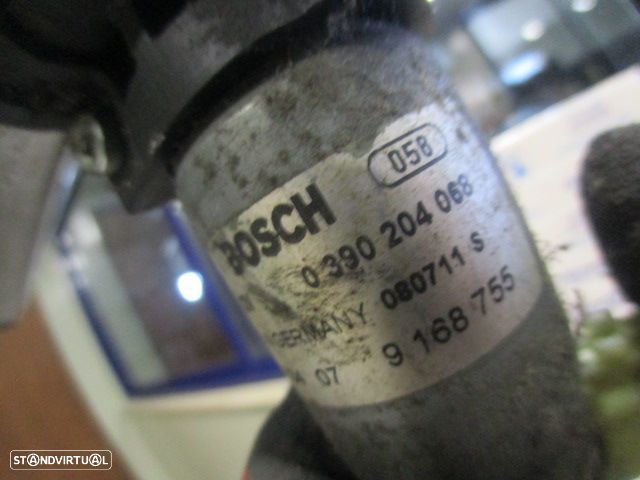 058
BOSCH
0 390 204 068
GERMANY 080711 S
07 9 168 755
STANDVIRTUAL